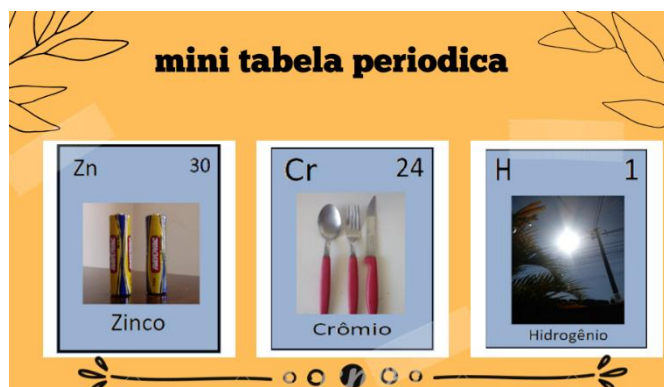 mini tabela periodica
Zn 30
Zinco
Cr 24
Crômio
H 1
Hidrogênio